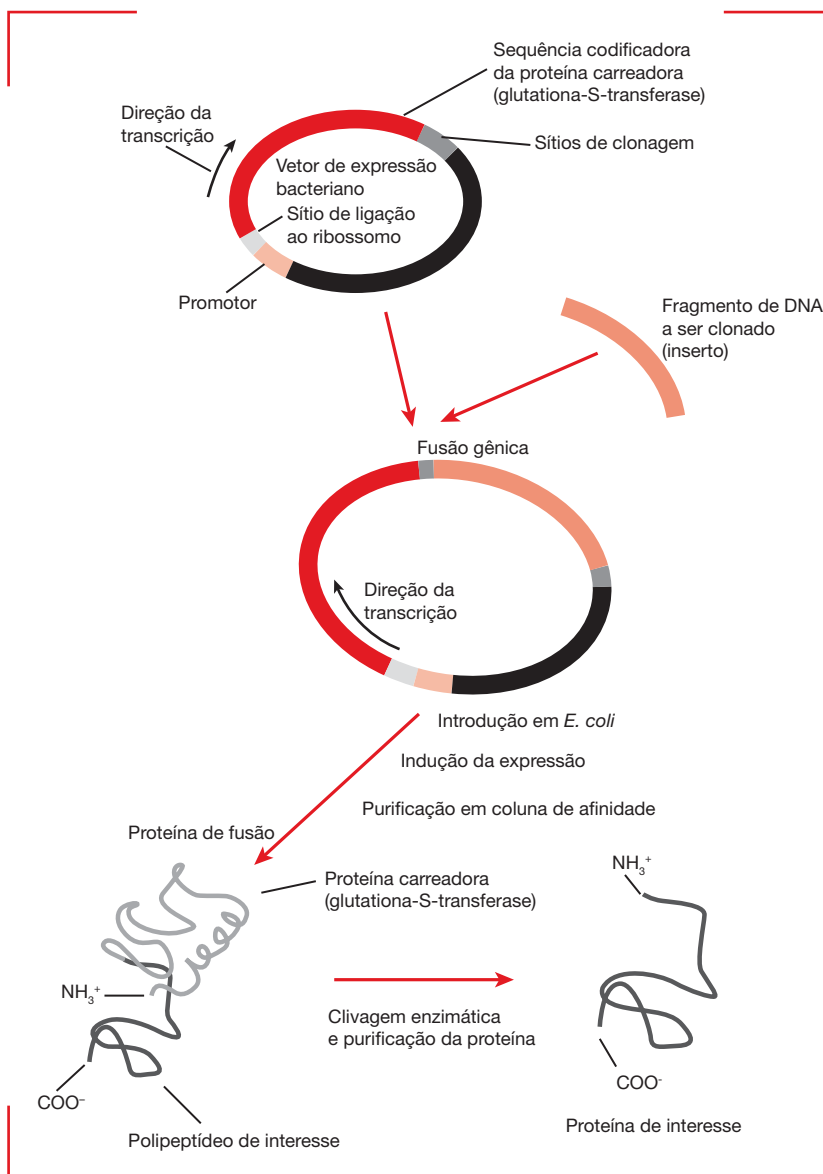 Sequência codificadora
da proteína carreadora
(glutationa-S-transferase)
Direção da
transcrição
Sítios de clonagem
Vetor de expressão
bacteriano
Sítio de ligação
ao ribossomo
Promotor
Fragmento de DNA
a ser clonado
(inserto)
Fusão gênica
Direção da
transcrição
Introdução em E. coli
Indução da expressão
Purificação em coluna de afinidade
Proteína de fusão
Proteína carreadora
(glutationa-S-transferase)
NH₃⁺
COO⁻
Polipeptídeo de interesse
Clivagem enzimática
e purificação da proteína
NH₃⁺
COO⁻
Proteína de interesse